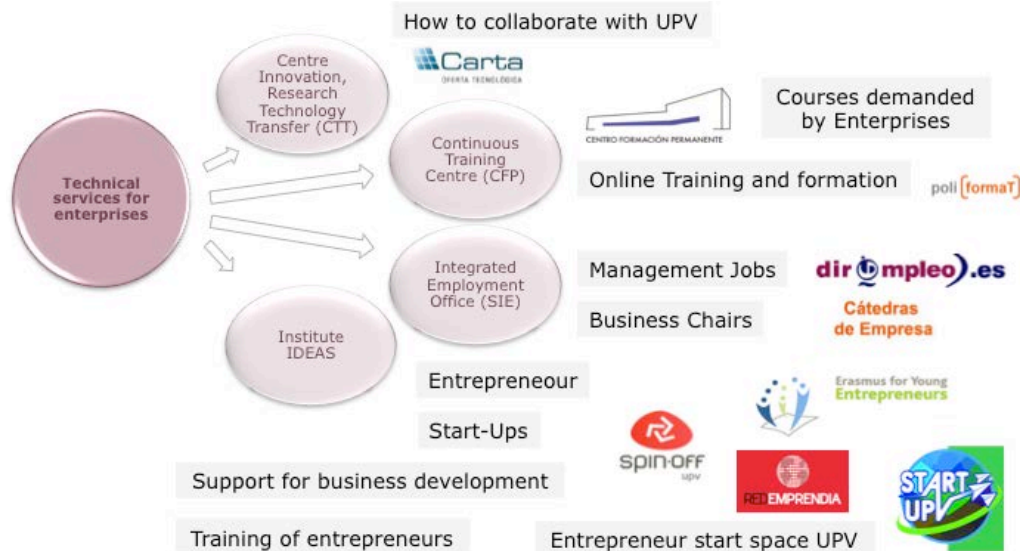 How to collaborate with UPV
Carta
OFERTA TECNOLÓGICA
Centre
Innovation,
Research
Technology
Transfer (CTT)
Technical
services for
enterprises
Continuous
Training
Centre (CFP)
CENTRO FORMACIÓN PERMANENTE
Courses demanded
by Enterprises
Online Training and formation
poli[formaT]
Integrated
Employment
Office (SIE)
Management Jobs
dirempleo).es
Business Chairs
Cátedras
de Empresa
Institute
IDEAS
Entrepreneour
Start-Ups
Erasmus for Young
Entrepreneurs
spin·off
upv
Support for business development
RED EMPRENDIA
START
UPV
Training of entrepreneurs
Entrepreneur start space UPV